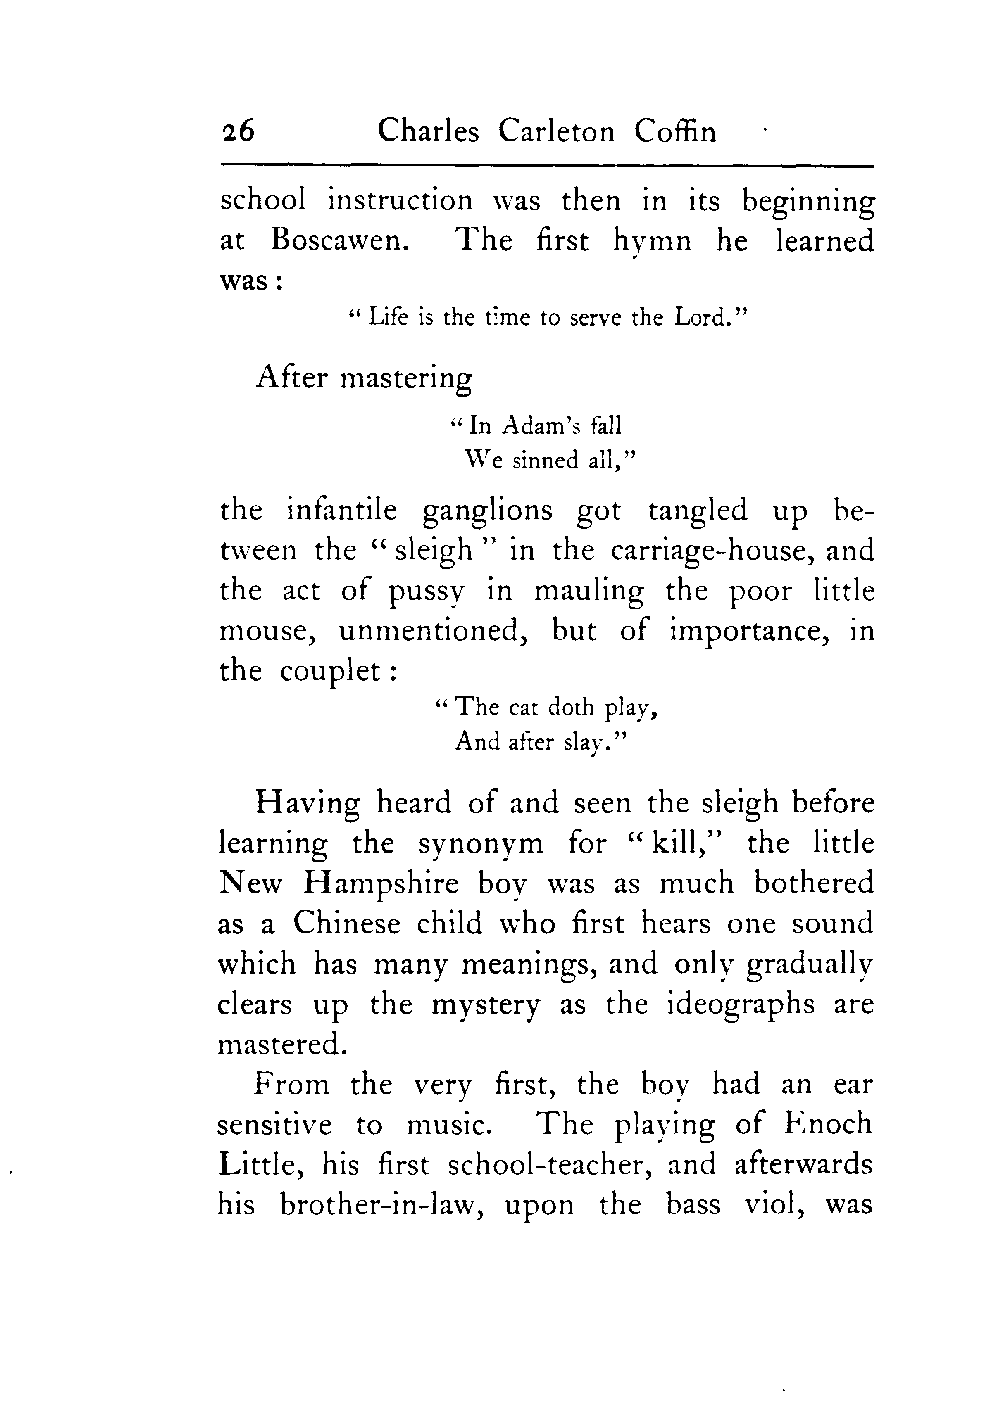 26 Charles Carleton Coffin
school instruction was then in its beginning
at Boscawen. The first hymn he learned
was :
“ Life is the time to serve the Lord.”
After mastering
“ In Adam’s fall
We sinned all,”
the infantile ganglions got tangled up be-
tween the “ sleigh ” in the carriage-house, and
the act of pussy in mauling the poor little
mouse, unmentioned, but of importance, in
the couplet :
“ The cat doth play,
And after slay.”
Having heard of and seen the sleigh before
learning the synonym for “ kill,” the little
New Hampshire boy was as much bothered
as a Chinese child who first hears one sound
which has many meanings, and only gradually
clears up the mystery as the ideographs are
mastered.
From the very first, the boy had an ear
sensitive to music. The playing of Enoch
Little, his first school-teacher, and afterwards
his brother-in-law, upon the bass viol, was